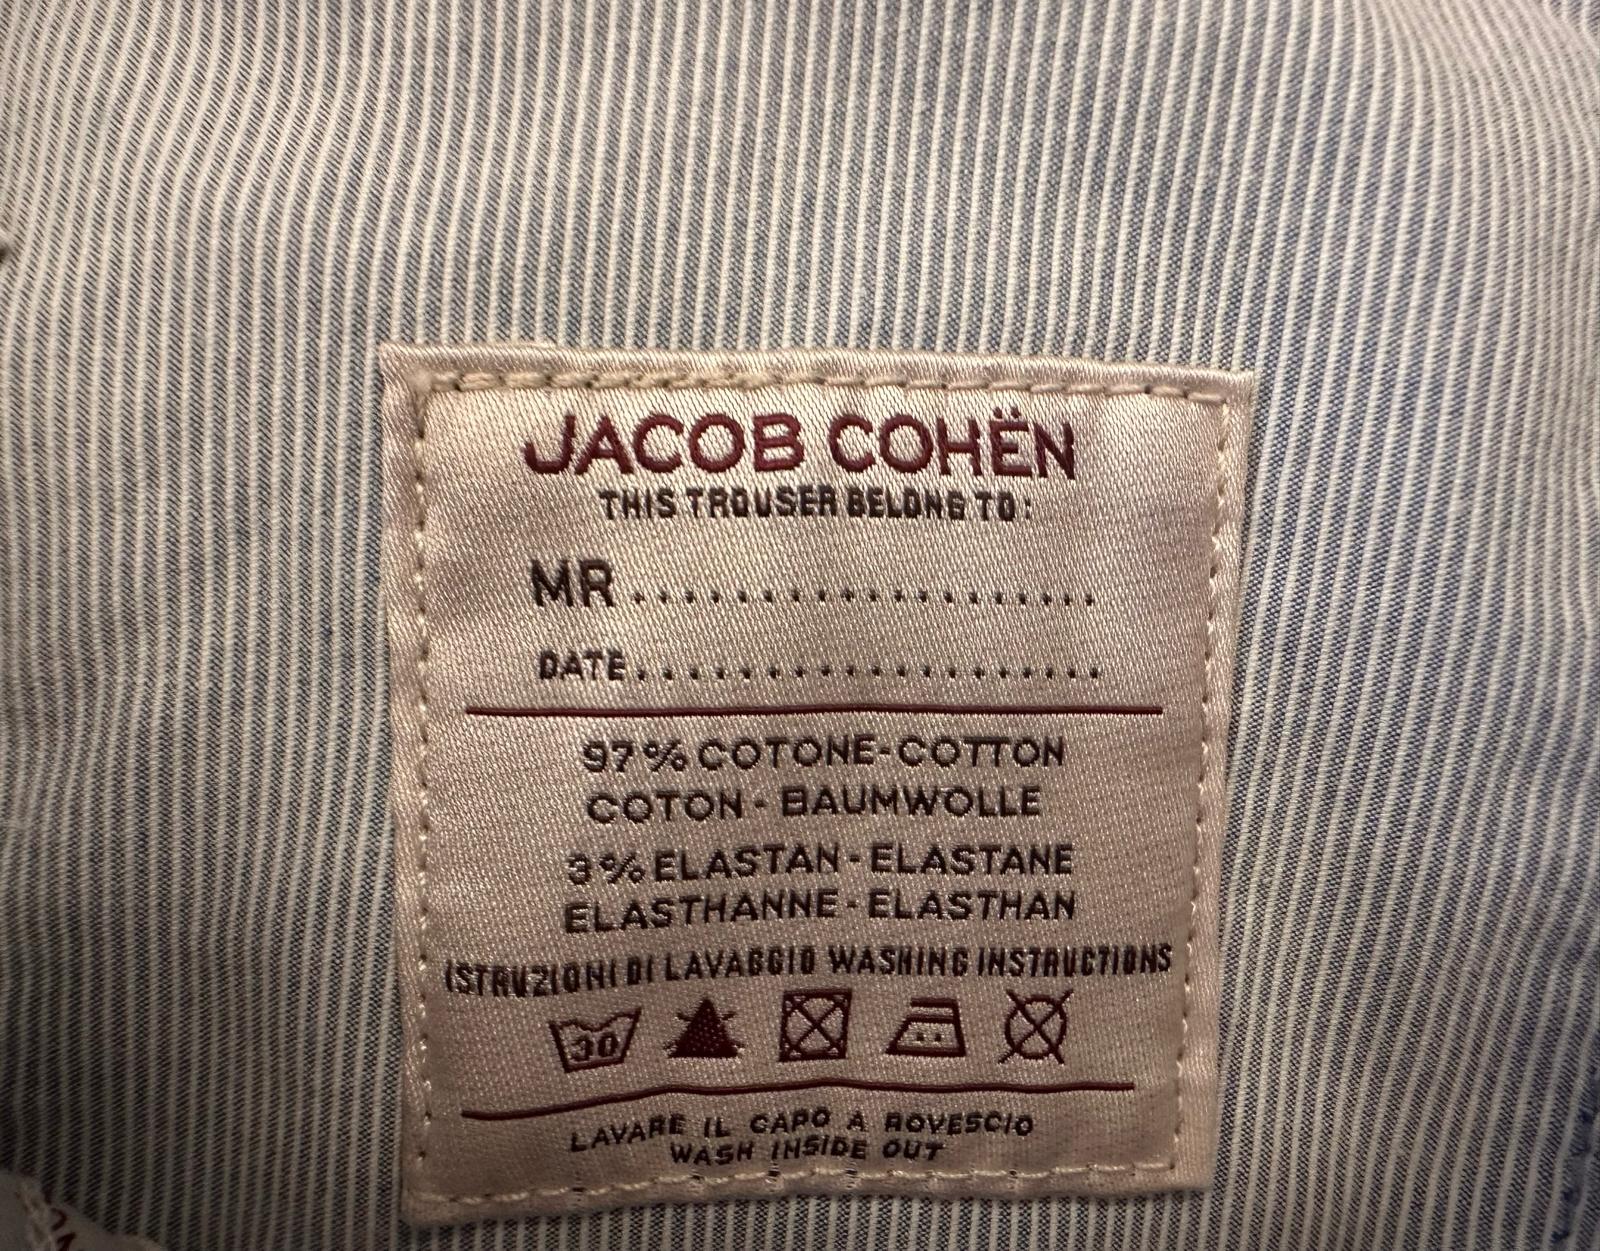 JACOB COHËN
THIS TROUSER BELONG TO:
MR....................
DATE....................
97% COTONE-COTTON
COTON - BAUMWOLLE
3% ELASTAN - ELASTANE
ELASTHANNE - ELASTHAN
ISTRUZIONI DI LAVAGGIO WASHING INSTRUCTIONS
30
LAVARE IL CAPO A ROVESCIO
WASH INSIDE OUT